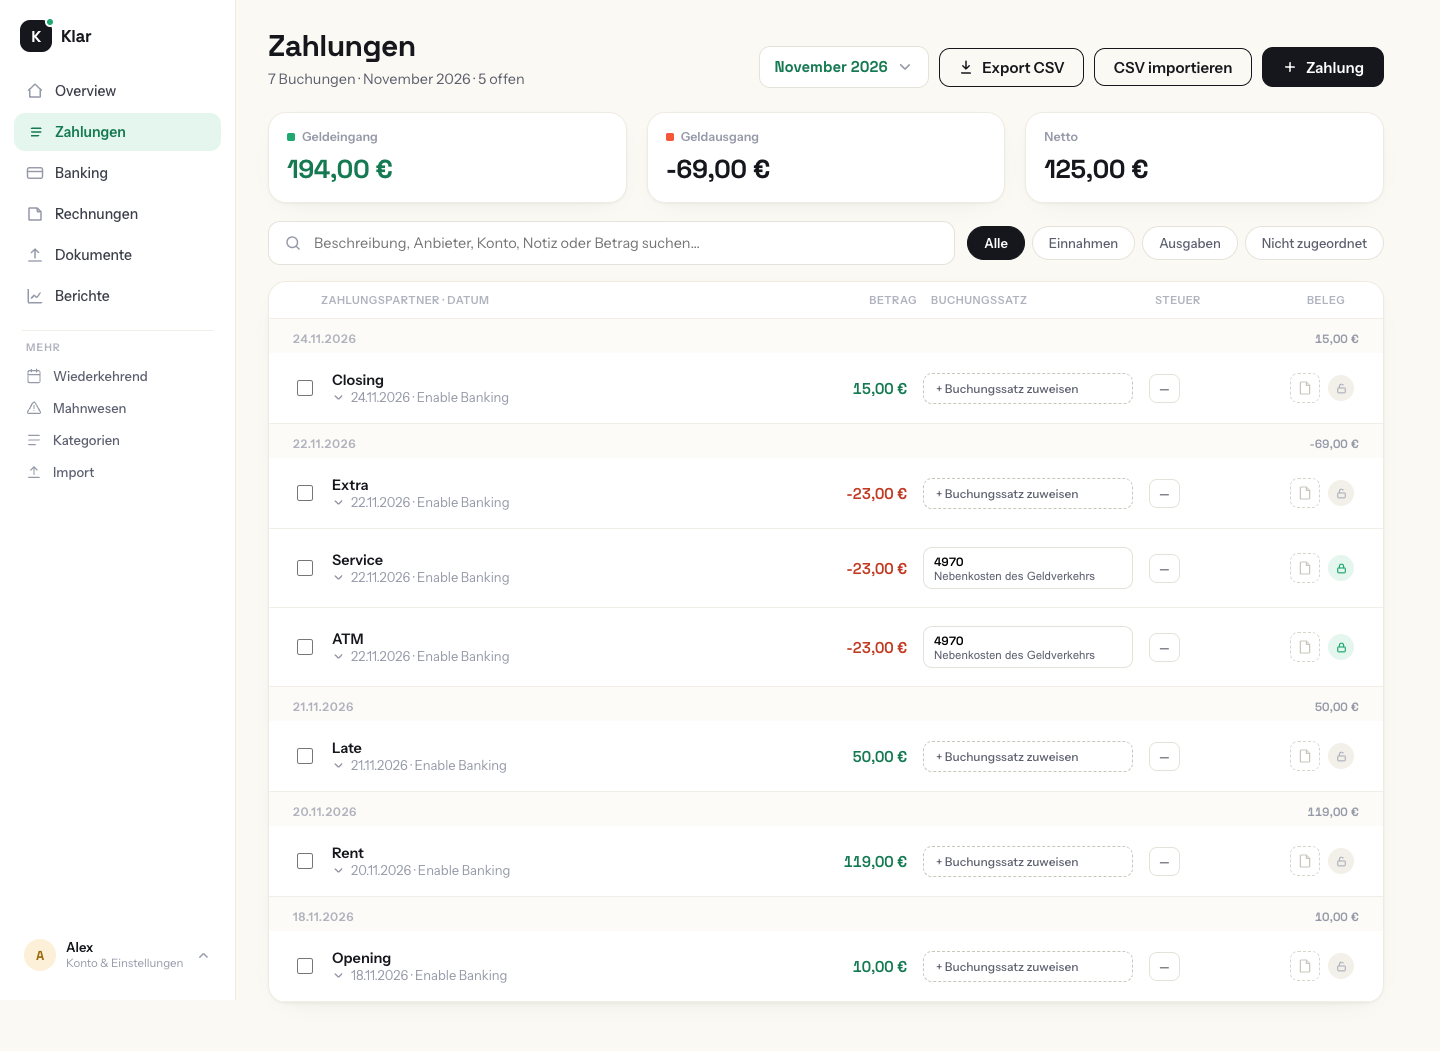 K Klar
Overview
Zahlungen
Banking
Rechnungen
Dokumente
Berichte
MEHR
Wiederkehrend
Mahnwesen
Kategorien
Import
A
Alex
Konto & Einstellungen
Zahlungen
7 Buchungen · November 2026 · 5 offen
November 2026
Export CSV
CSV importieren
+ Zahlung
Geldeingang
194,00 €
Geldausgang
-69,00 €
Netto
125,00 €
Beschreibung, Anbieter, Konto, Notiz oder Betrag suchen...
Alle
Einnahmen
Ausgaben
Nicht zugeordnet
ZAHLUNGSPARTNER · DATUM BETRAG BUCHUNGSSATZ STEUER BELEG
24.11.2026 15,00 €
Closing
24.11.2026 · Enable Banking
15,00 € + Buchungssatz zuweisen –
22.11.2026 -69,00 €
Extra
22.11.2026 · Enable Banking
-23,00 € + Buchungssatz zuweisen –
Service
22.11.2026 · Enable Banking
-23,00 €
4970
Nebenkosten des Geldverkehrs
–
ATM
22.11.2026 · Enable Banking
-23,00 €
4970
Nebenkosten des Geldverkehrs
–
21.11.2026 50,00 €
Late
21.11.2026 · Enable Banking
50,00 € + Buchungssatz zuweisen –
20.11.2026 119,00 €
Rent
20.11.2026 · Enable Banking
119,00 € + Buchungssatz zuweisen –
18.11.2026 10,00 €
Opening
18.11.2026 · Enable Banking
10,00 € + Buchungssatz zuweisen –